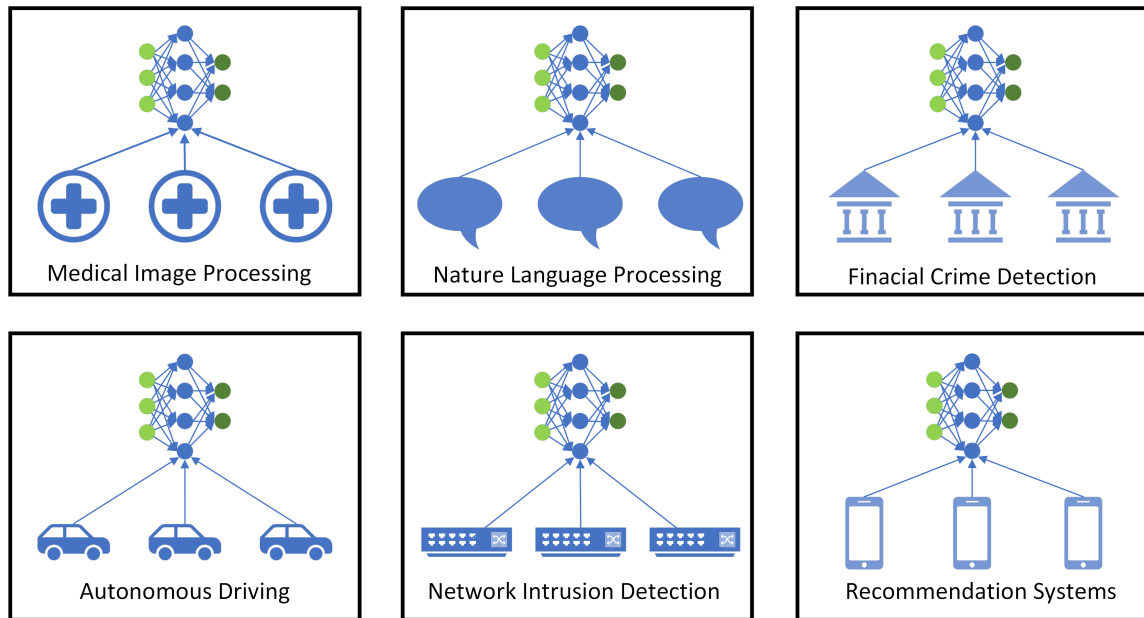 Medical Image Processing
Nature Language Processing
Finacial Crime Detection
Autonomous Driving
Network Intrusion Detection
Recommendation Systems